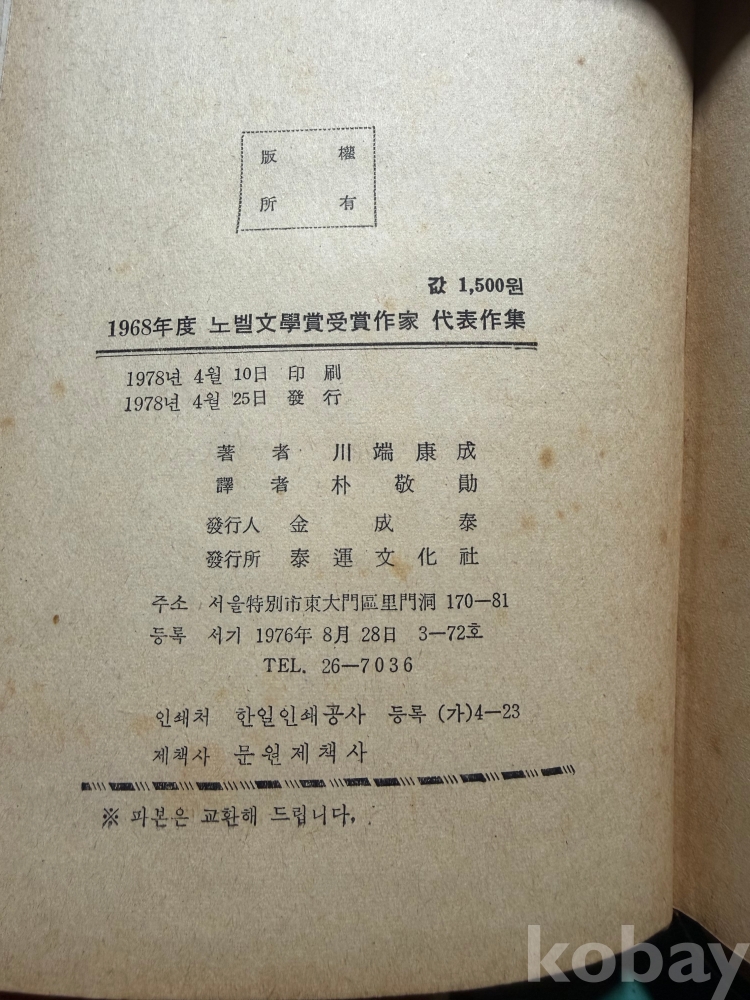 版 權
所 有
값 1,500원
1968年度 노벨文學賞受賞作家 代表作集
1978년 4월 10日 印 刷
1978년 4월 25日 發 行
著 者 川 端 康 成
譯 者 朴 敬 勛
發行人 金 成 泰
發行所 泰 運 文 化 社
주소 서울特別市東大門區里門洞 170—81
등록 서기 1976年 8月 28日 3—72호
TEL. 26—7036
인쇄처 한일인쇄공사 등록 (가)4—23
제책사 문원제책사
※ 파본은 교환해 드립니다.
kobay